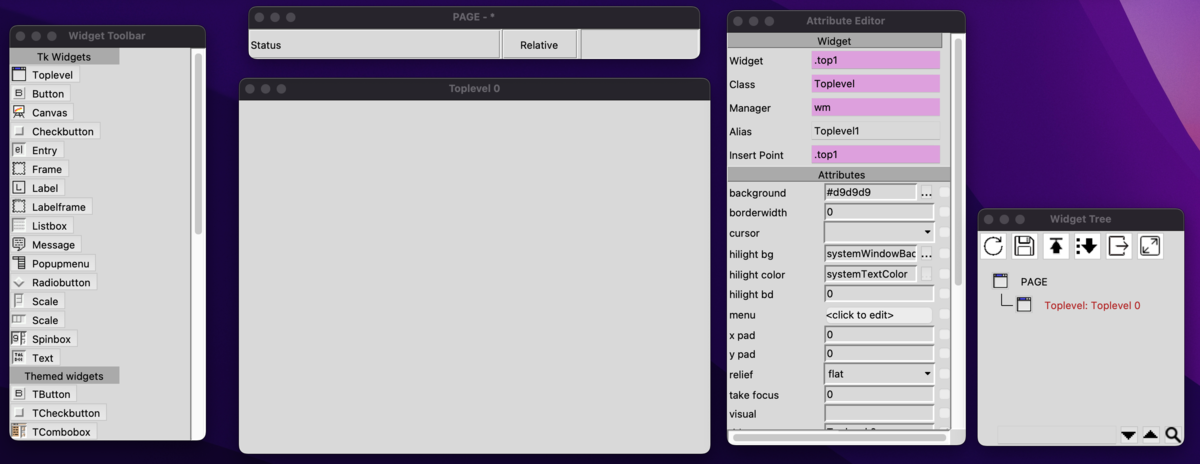 Widget Toolbar
Tk Widgets
Toplevel
Button
Canvas
Checkbutton
Entry
Frame
Label
Labelframe
Listbox
Message
Popupmenu
Radiobutton
Scale
Scale
Spinbox
Text
Themed widgets
TButton
TCheckbutton
TCombobox
PAGE - *
Status
Relative
Toplevel 0
Attribute Editor
Widget
Widget .top1
Class Toplevel
Manager wm
Alias Toplevel1
Insert Point .top1
Attributes
background #d9d9d9 ...
borderwidth 0
cursor
hilight bg systemWindowBac ...
hilight color systemTextColor
hilight bd 0
menu <click to edit>
x pad 0
y pad 0
relief flat
take focus 0
visual
Widget Tree
PAGE
Toplevel: Toplevel 0